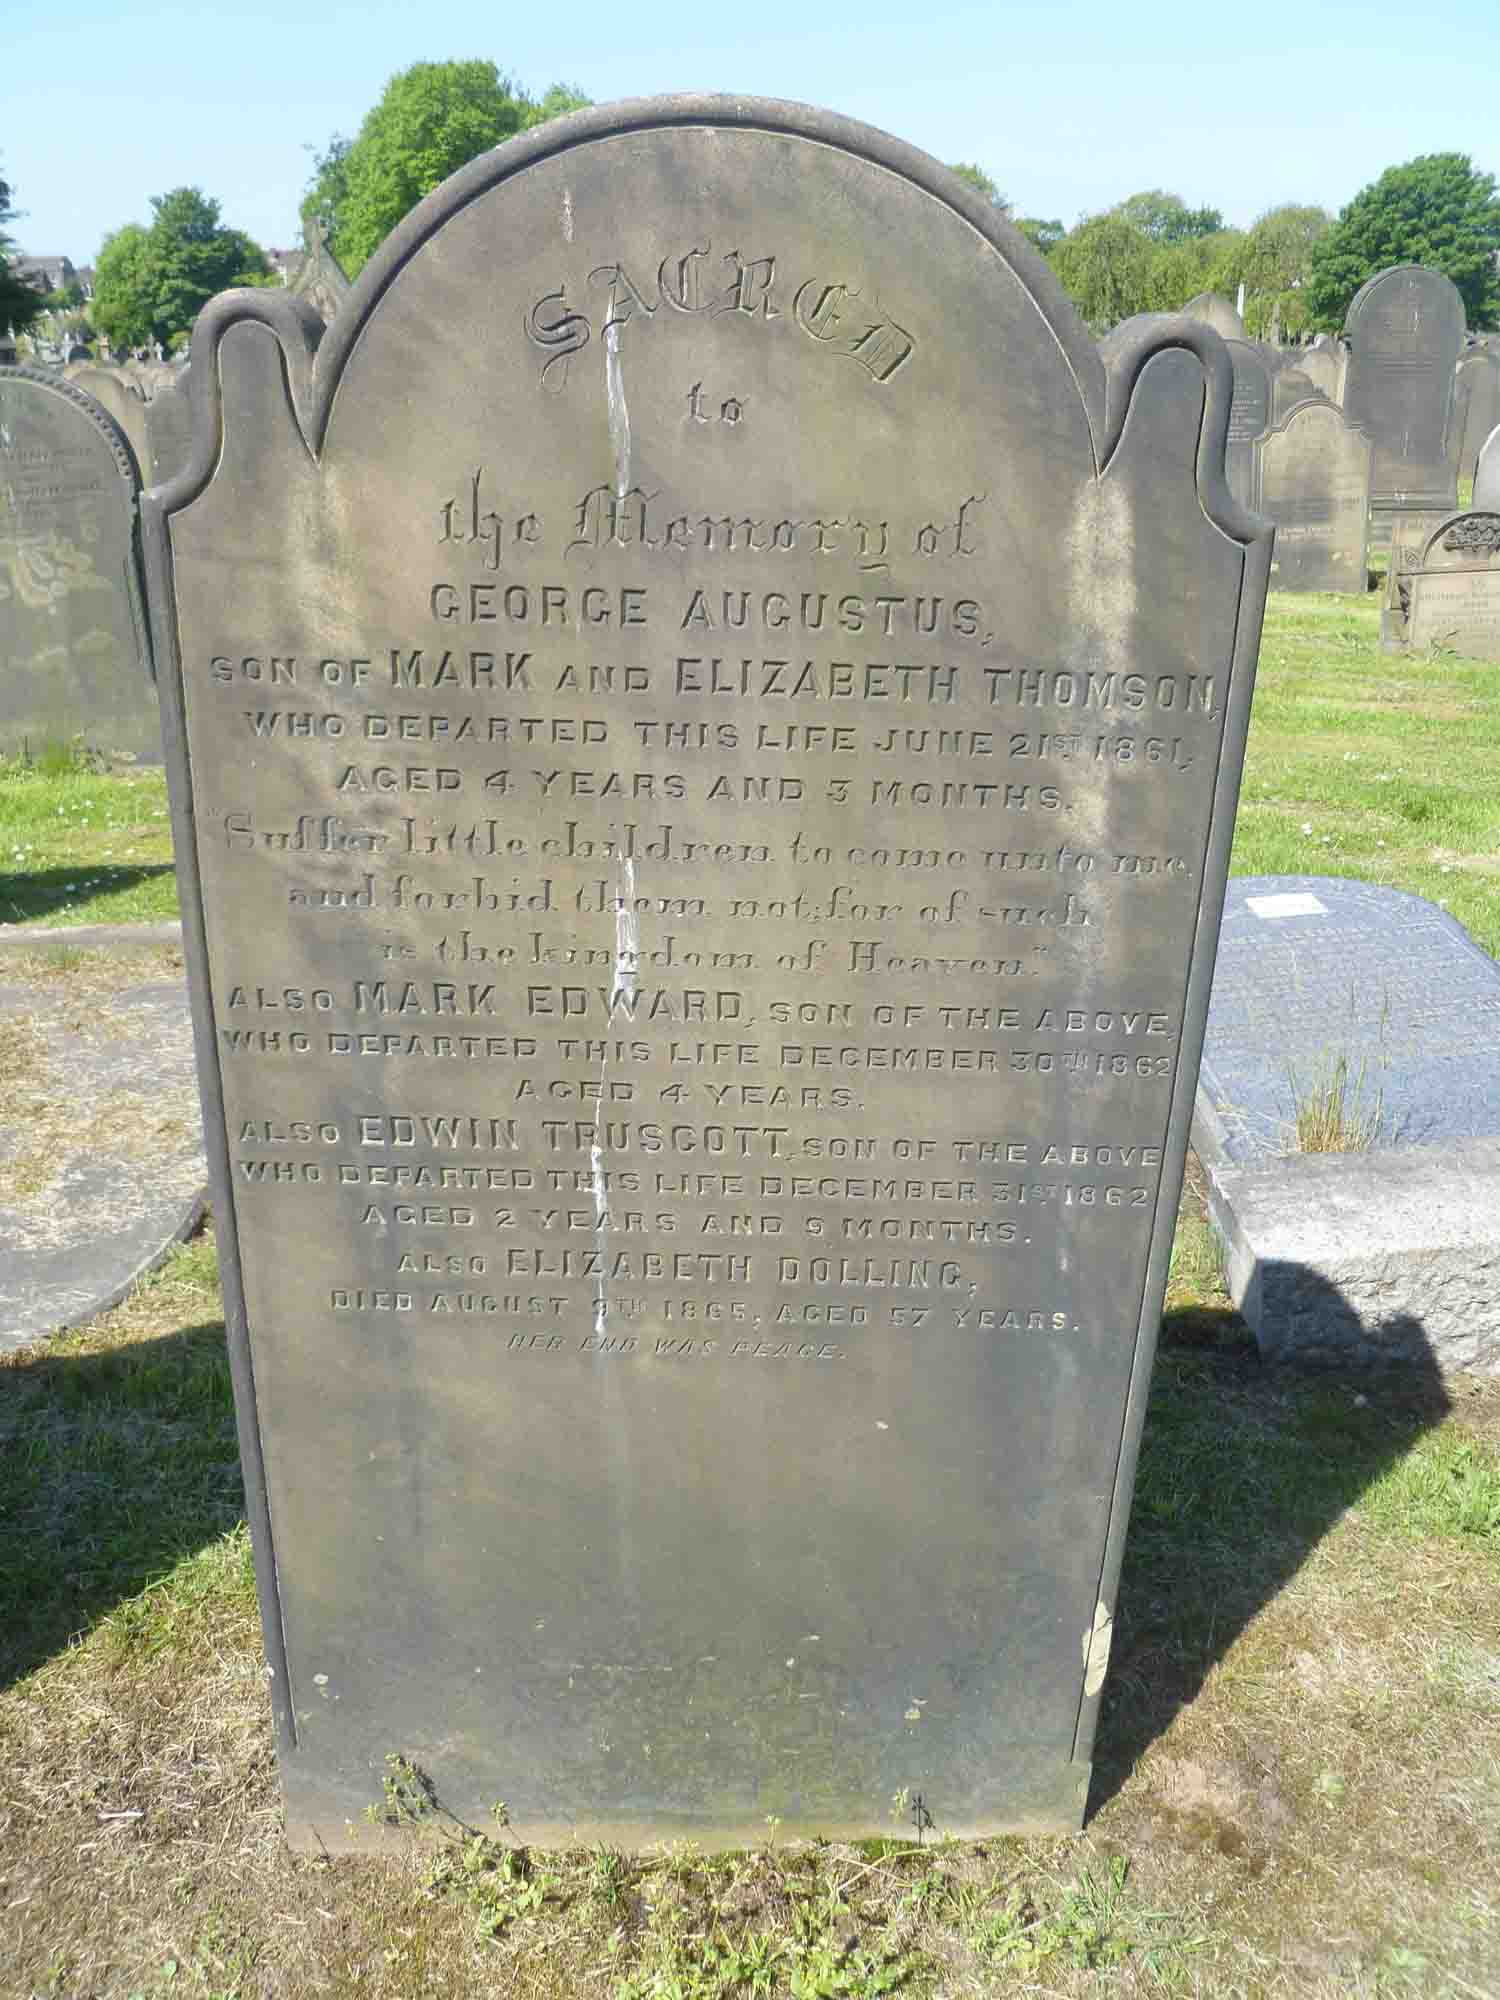 SACRED
to
the Memory of
GEORGE AUGUSTUS,
SON OF MARK AND ELIZABETH THOMSON,
WHO DEPARTED THIS LIFE JUNE 21ST 1861,
AGED 4 YEARS AND 3 MONTHS.
"Suffer little children to come unto me,
and forbid them not; for of such
is the kingdom of Heaven."
ALSO MARK EDWARD, SON OF THE ABOVE,
WHO DEPARTED THIS LIFE DECEMBER 30TH 1862
AGED 4 YEARS.
ALSO EDWIN TRUSCOTT, SON OF THE ABOVE
WHO DEPARTED THIS LIFE DECEMBER 31ST 1862
AGED 2 YEARS AND 9 MONTHS.
ALSO ELIZABETH DOLLING,
DIED AUGUST 9TH 1865, AGED 57 YEARS.
HER END WAS PEACE.